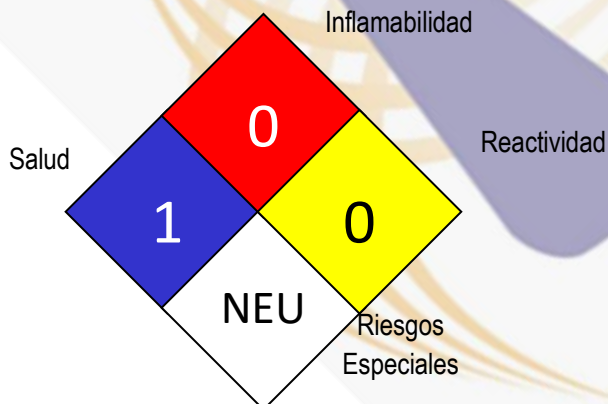 Inflamabilidad
0
Salud
Reactividad
1
0
NEU
Riesgos
Especiales